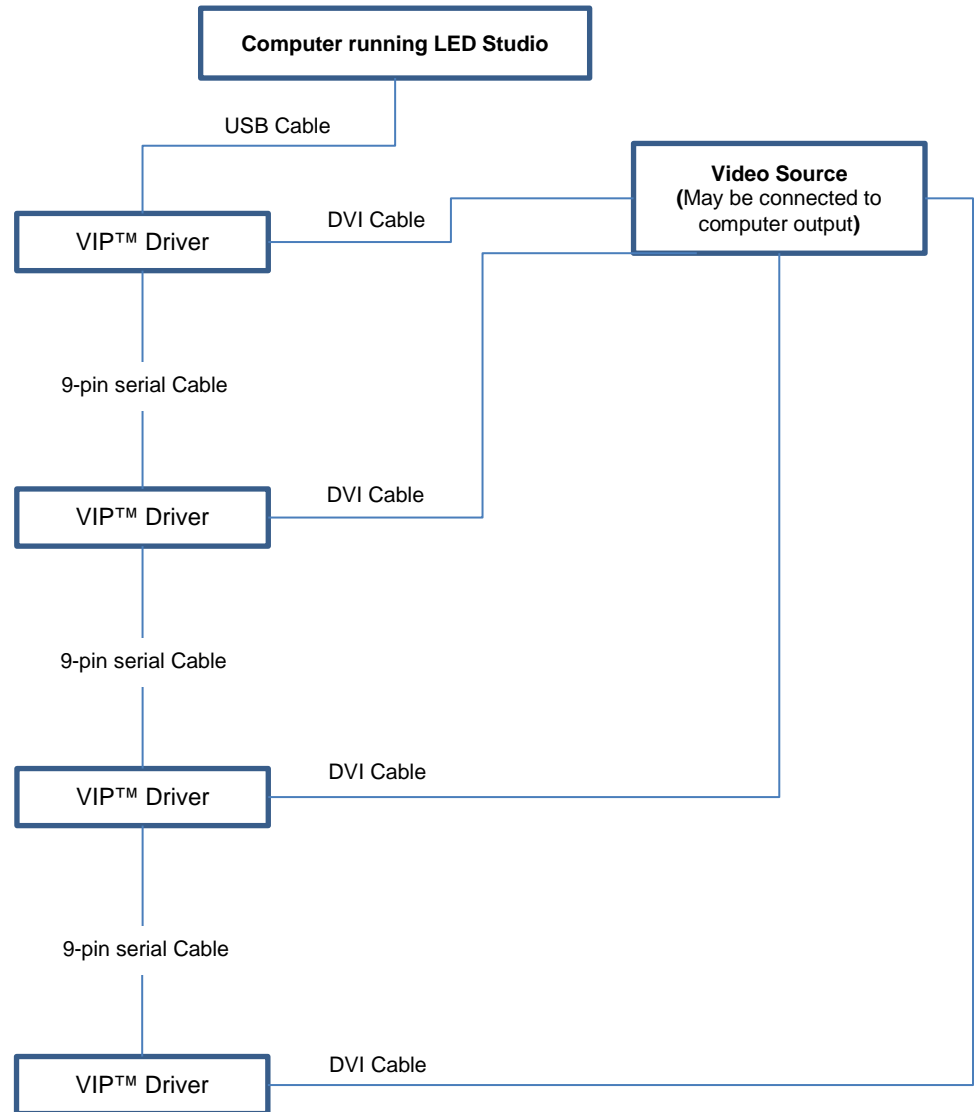 Computer running LED Studio
USB Cable
Video Source
(May be connected to
computer output)
DVI Cable
VIP™ Driver
9-pin serial Cable
DVI Cable
VIP™ Driver
9-pin serial Cable
DVI Cable
VIP™ Driver
9-pin serial Cable
DVI Cable
VIP™ Driver